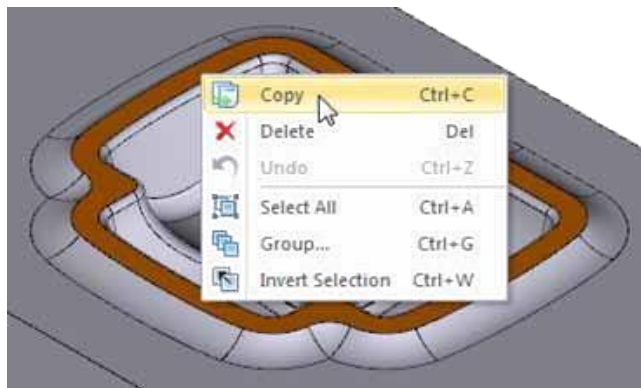 Copy Ctrl+C
Delete Del
Undo Ctrl+Z
Select All Ctrl+A
Group... Ctrl+G
Invert Selection Ctrl+W